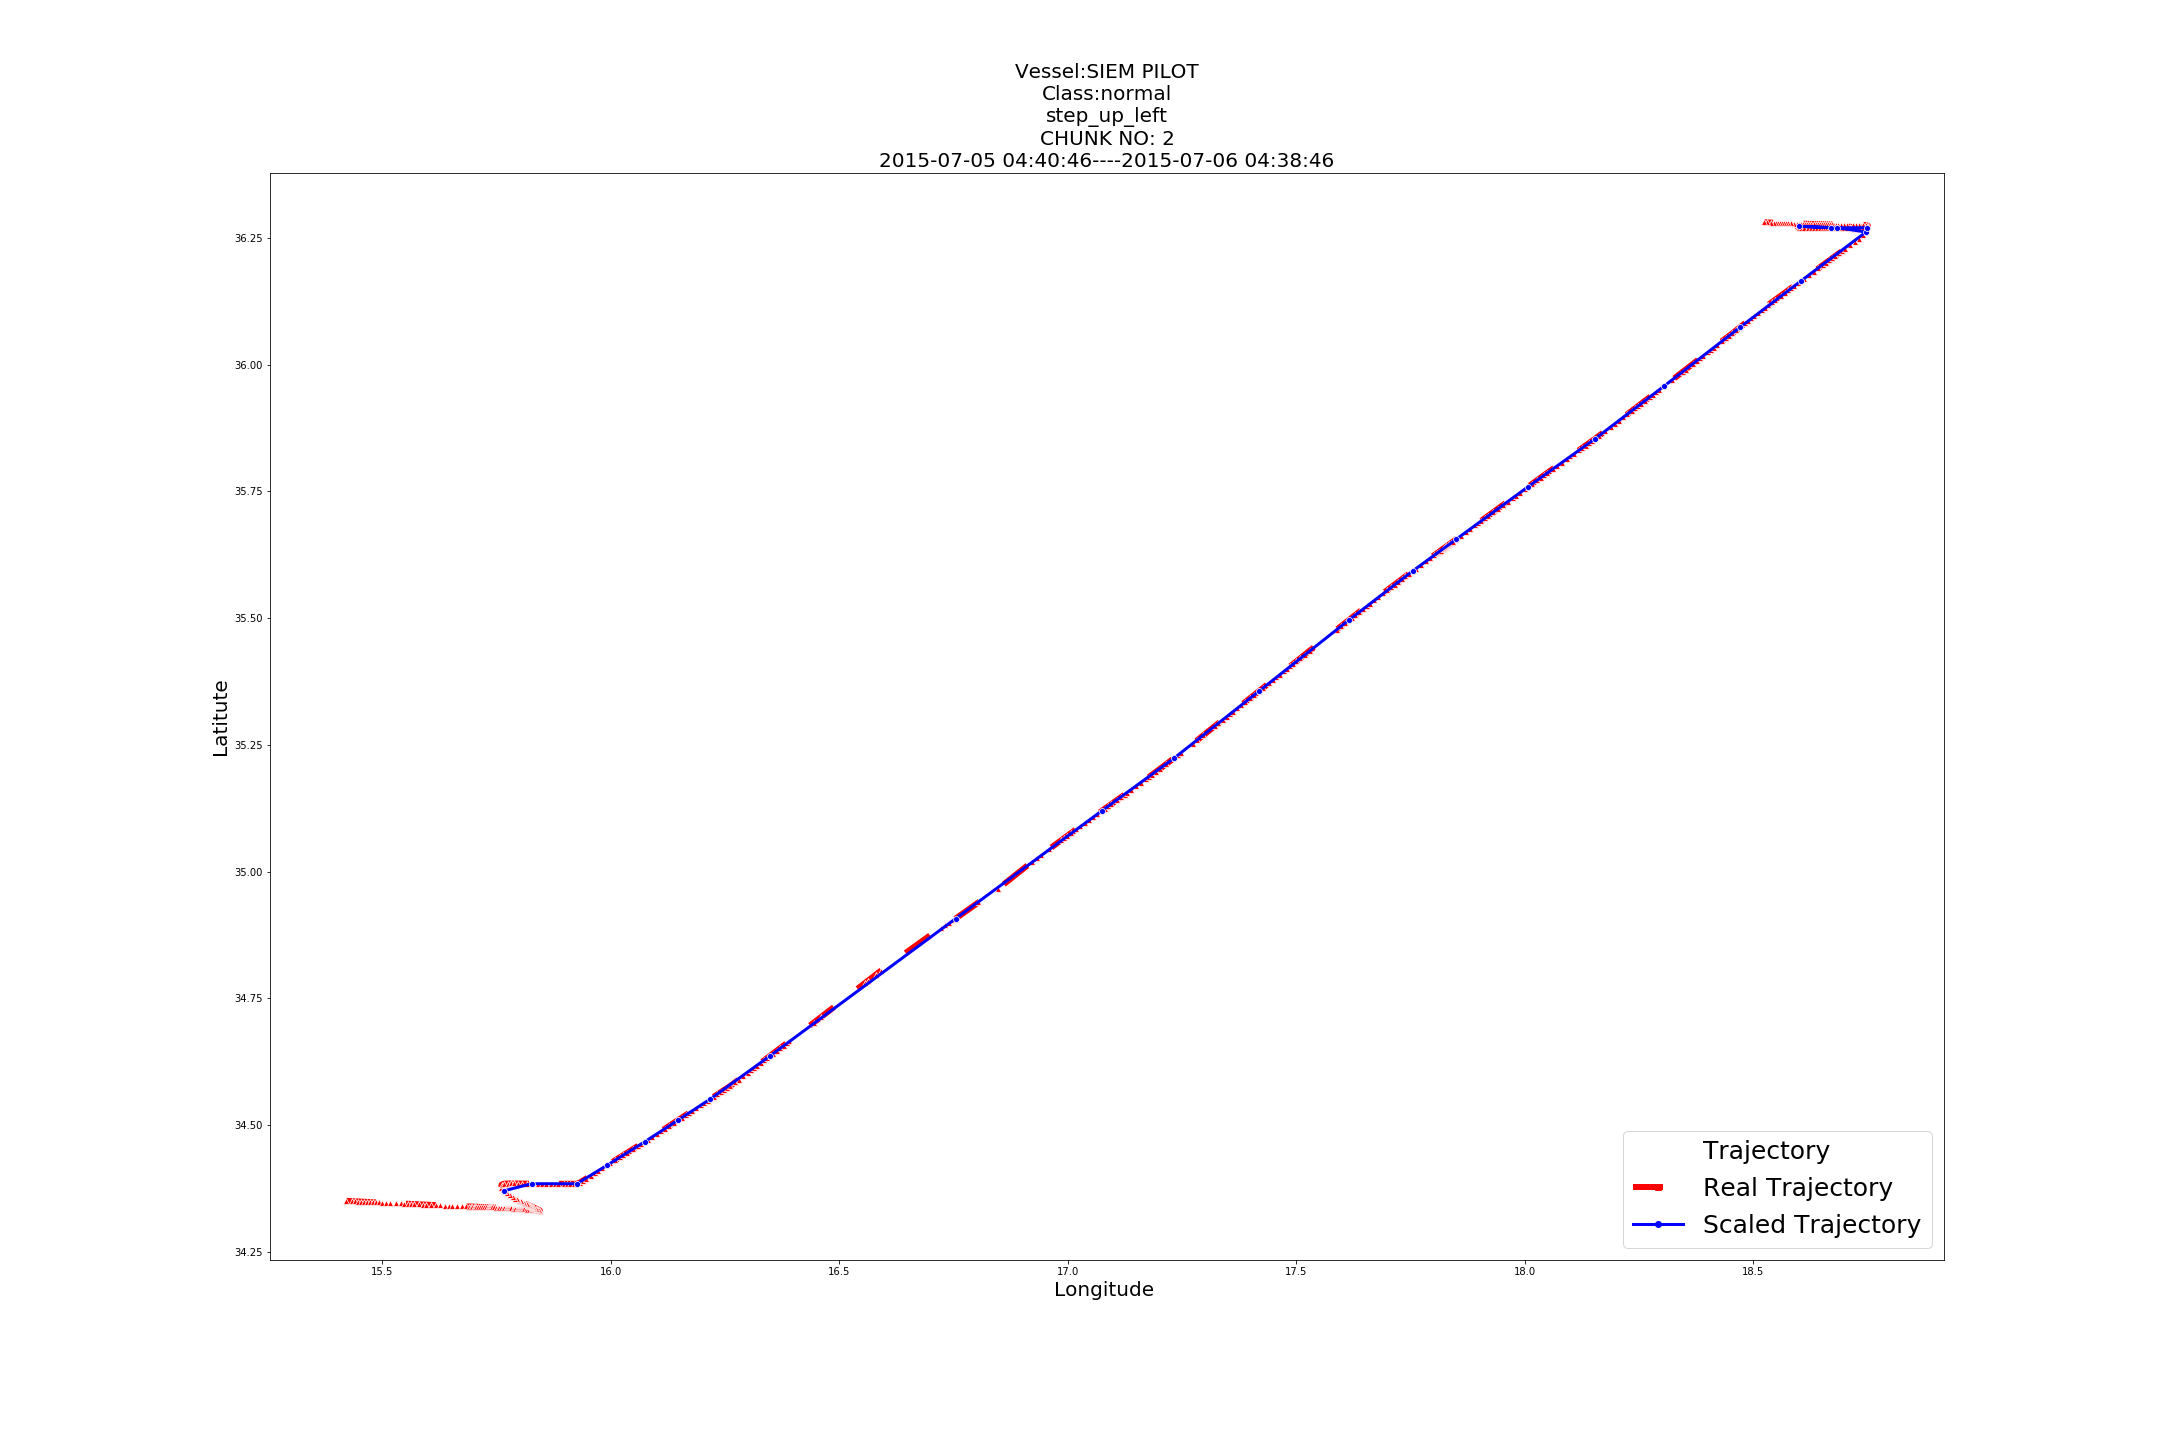 Vessel:SIEM PILOT
Class:normal
step_up_left
CHUNK NO: 2
2015-07-05 04:40:46----2015-07-06 04:38:46
Latitute
36.25
36.00
35.75
35.50
35.25
35.00
34.75
34.50
34.25
Trajectory
Real Trajectory
Scaled Trajectory
15.5 16.0 16.5 17.0 17.5 18.0 18.5
Longitude